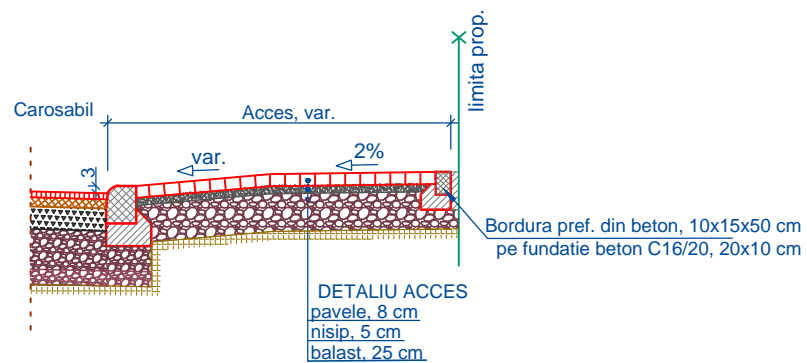 limita prop.
Carosabil
Acces, var.
3
var.
2%
Bordura pref. din beton, 10x15x50 cm
pe fundatie beton C16/20, 20x10 cm
DETALIU ACCES
pavele, 8 cm
nisip, 5 cm
balast, 25 cm